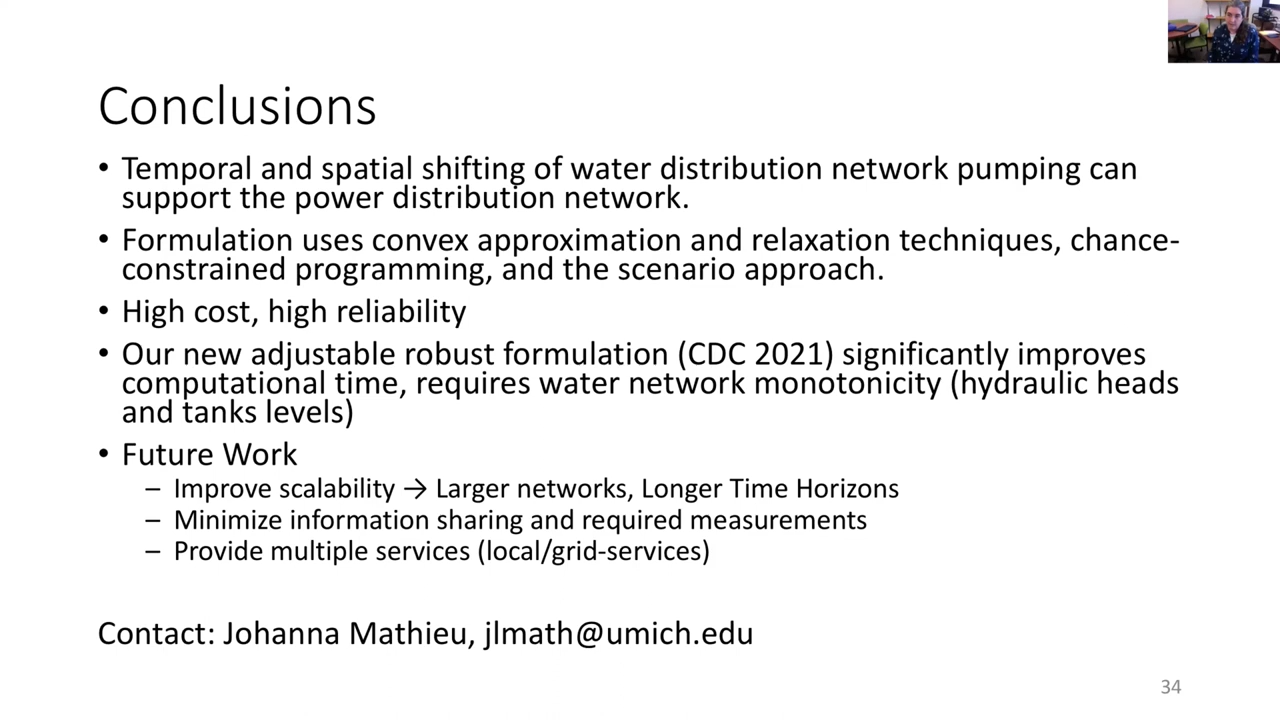 Conclusions
• Temporal and spatial shifting of water distribution network pumping can
support the power distribution network.
• Formulation uses convex approximation and relaxation techniques, chance-
constrained programming, and the scenario approach.
• High cost, high reliability
• Our new adjustable robust formulation (CDC 2021) significantly improves
computational time, requires water network monotonicity (hydraulic heads
and tanks levels)
• Future Work
– Improve scalability → Larger networks, Longer Time Horizons
– Minimize information sharing and required measurements
– Provide multiple services (local/grid-services)
Contact: Johanna Mathieu, jlmath@umich.edu
34